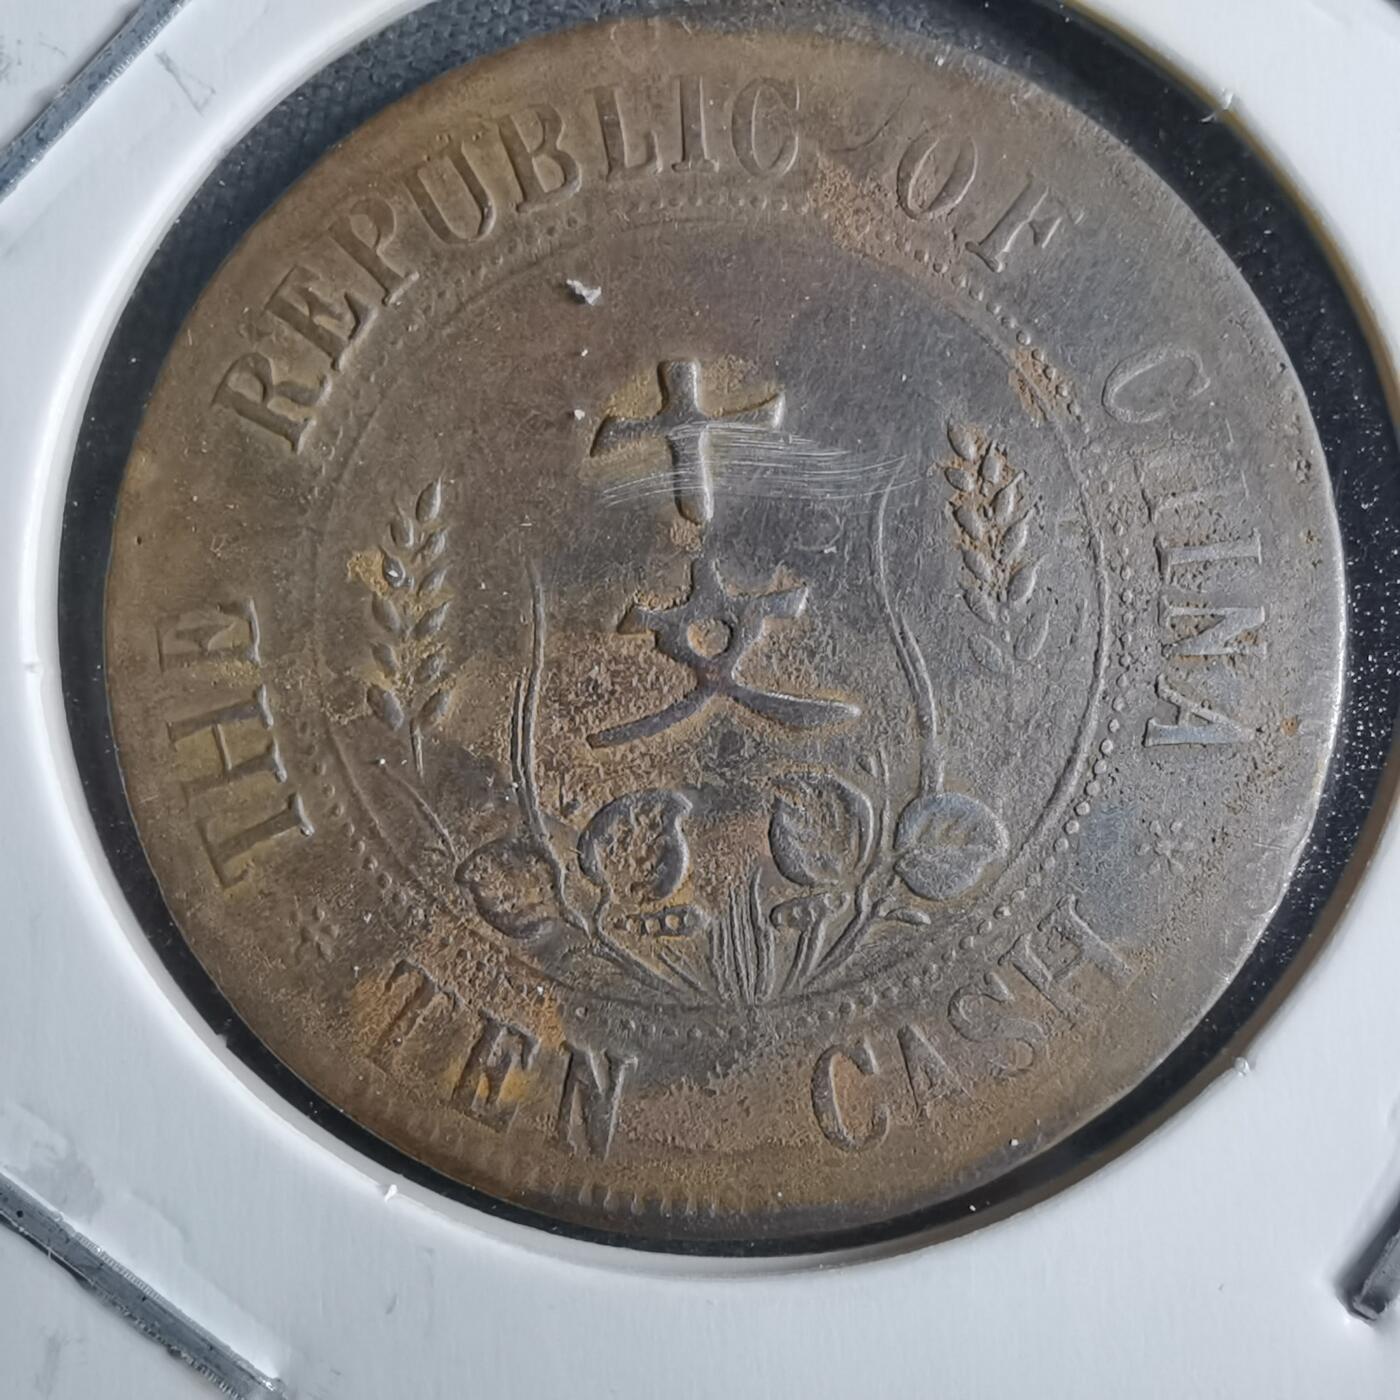 THE REPUBLIC OF CHINA
十
文
TEN CASH